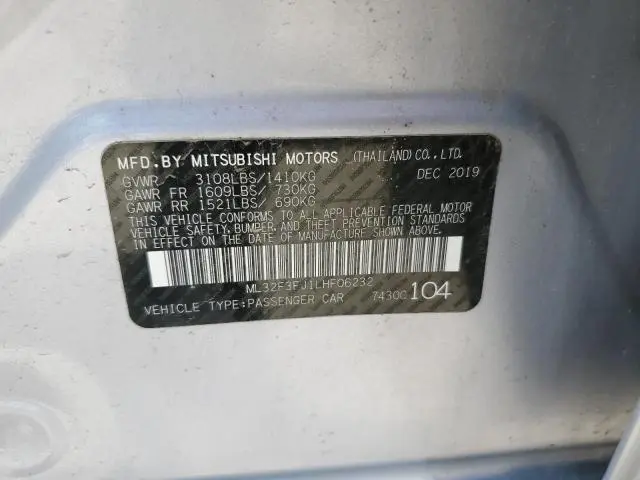 MFD.BY MITSUBISHI MOTORS (THAILAND)CO.,LTD.
GVWR 3108LBS/1410KG DEC 2019
GAWR FR 1609LBS/ 730KG
GAWR RR 1521LBS/ 690KG
THIS VEHICLE CONFORMS TO ALL APPLICABLE FEDERAL MOTOR
VEHICLE SAFETY,BUMPER, AND THEFT PREVENTION STANDARDS
IN EFFECT ON THE DATE OF MANUFACTURE SHOWN ABOVE.
ML32F3FJ1LHF06232
VEHICLE TYPE:PASSENGER CAR 7430C 104